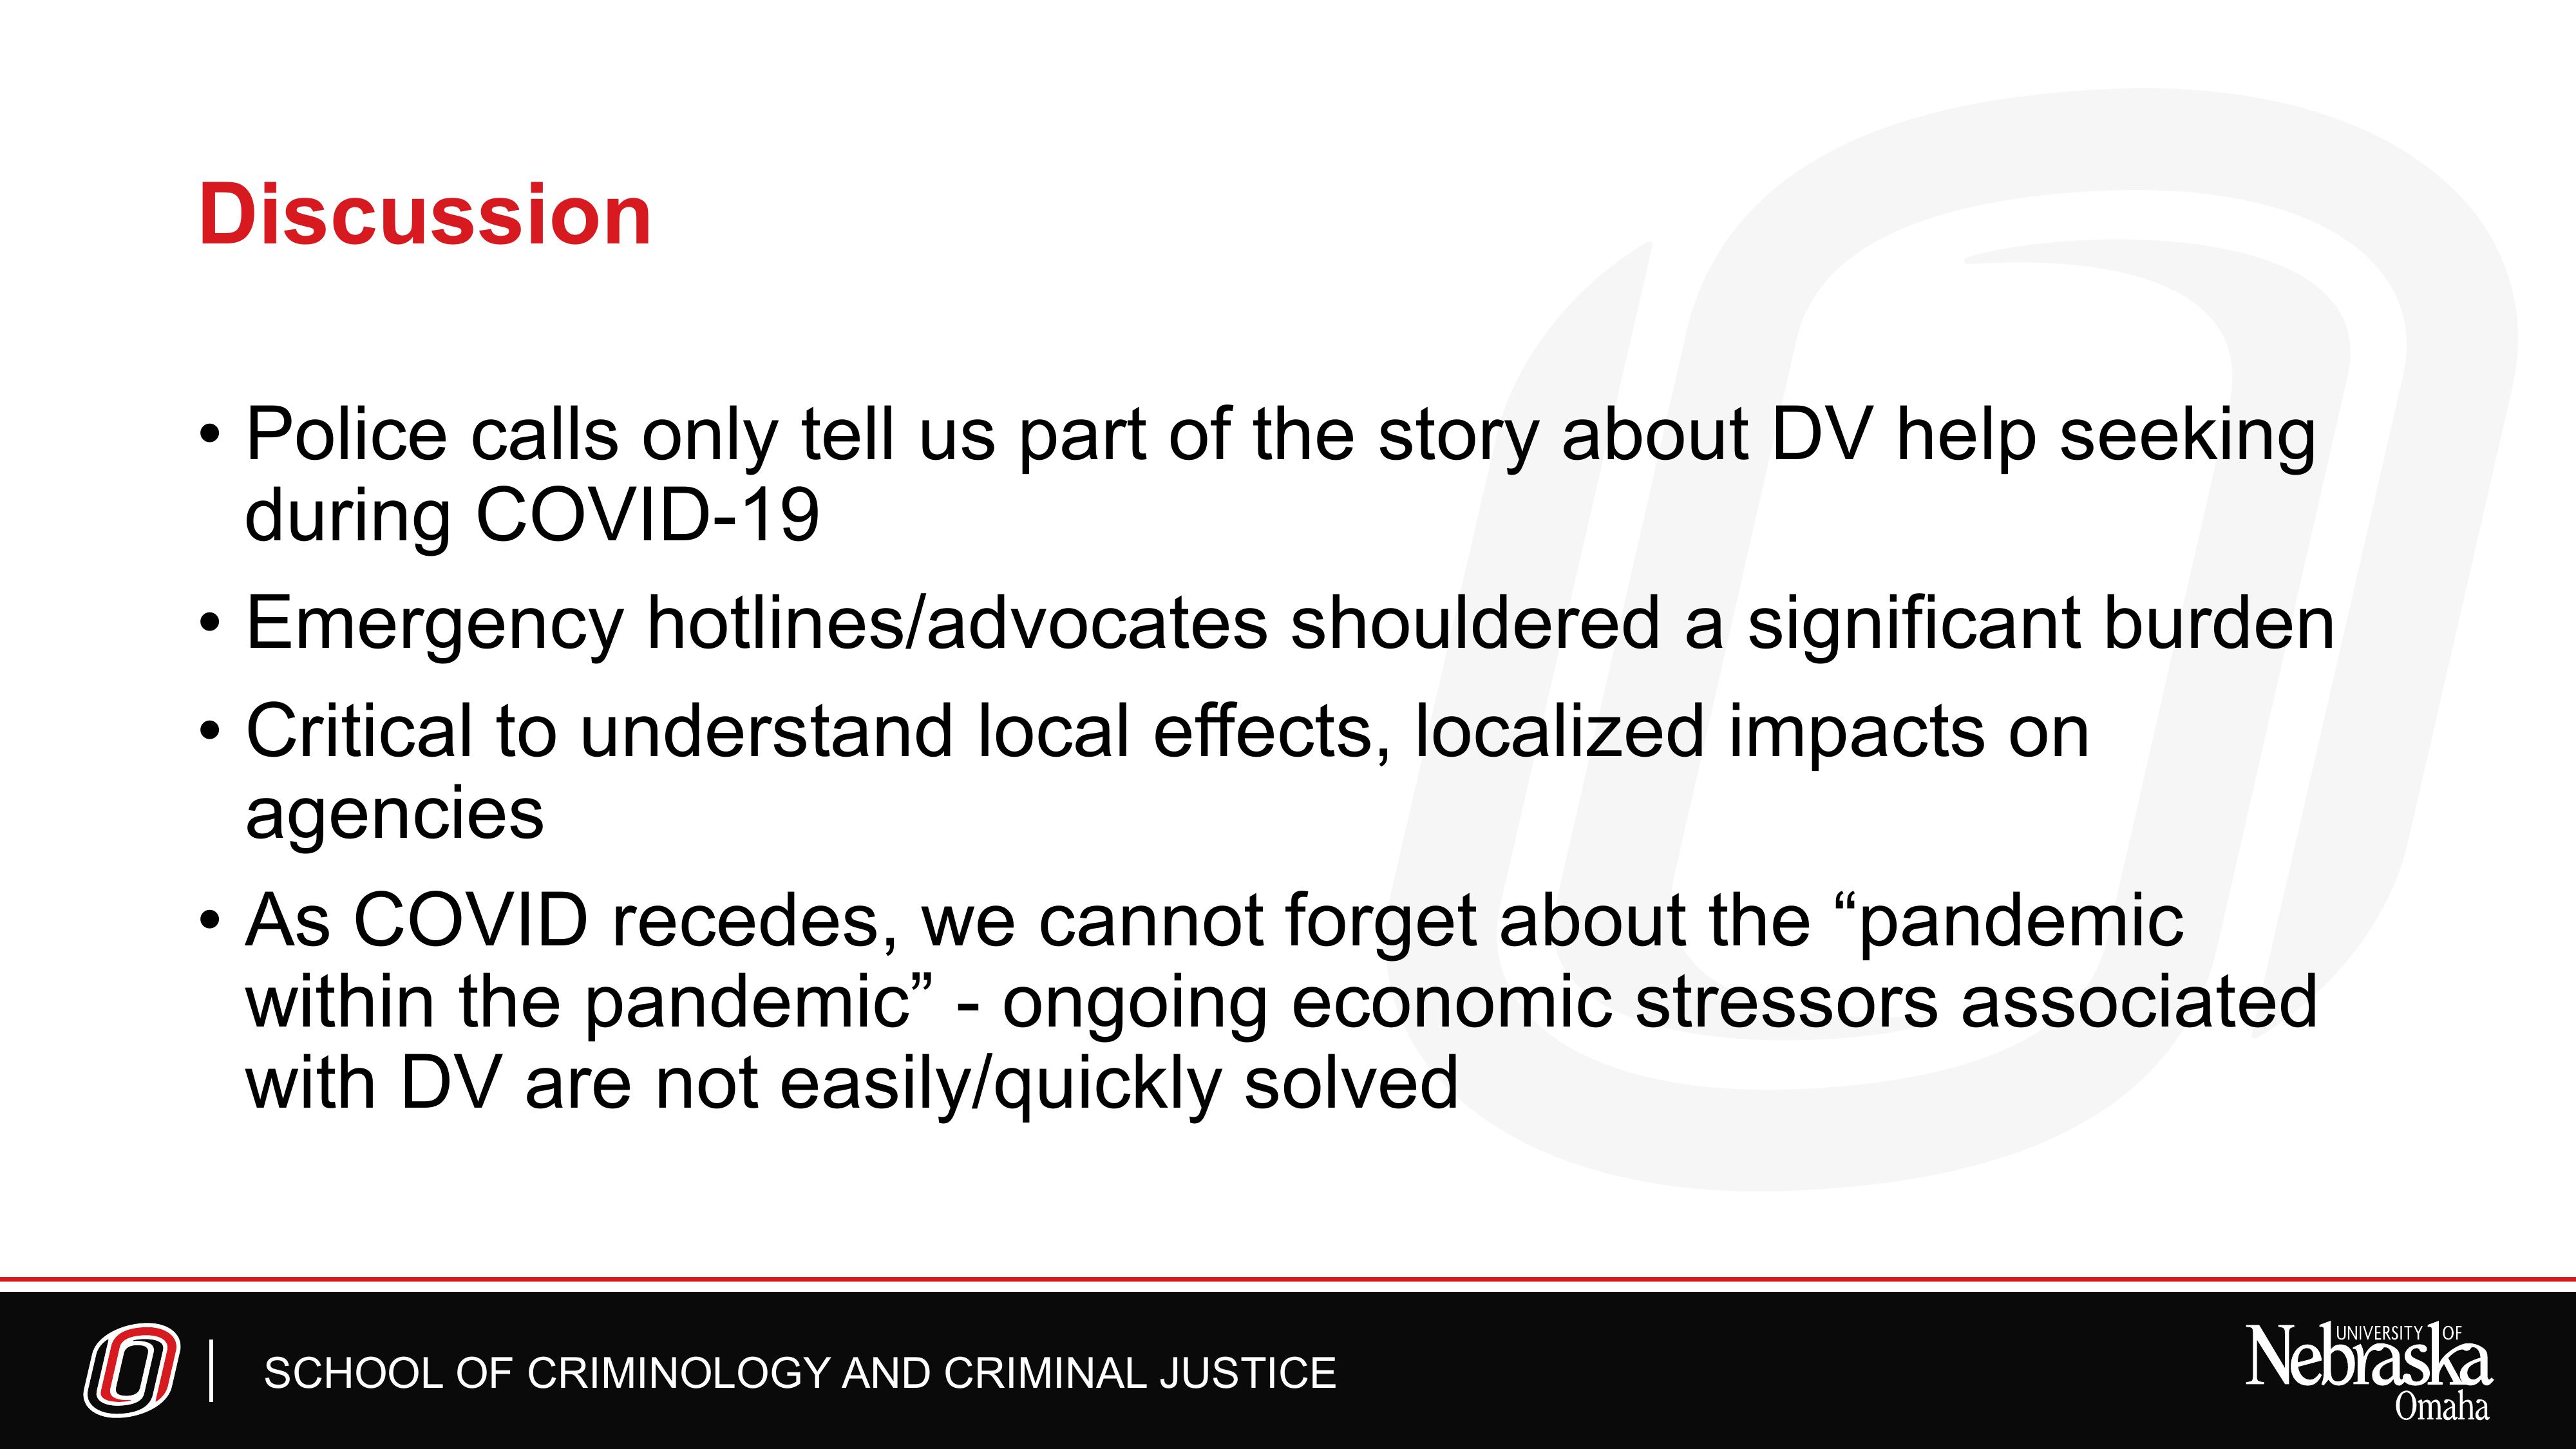 Discussion
• Police calls only tell us part of the story about DV help seeking
during COVID-19
• Emergency hotlines/advocates shouldered a significant burden
• Critical to understand local effects, localized impacts on
agencies
• As COVID recedes, we cannot forget about the “pandemic
within the pandemic” - ongoing economic stressors associated
with DV are not easily/quickly solved
SCHOOL OF CRIMINOLOGY AND CRIMINAL JUSTICE
UNIVERSITY OF
Nebraska
Omaha